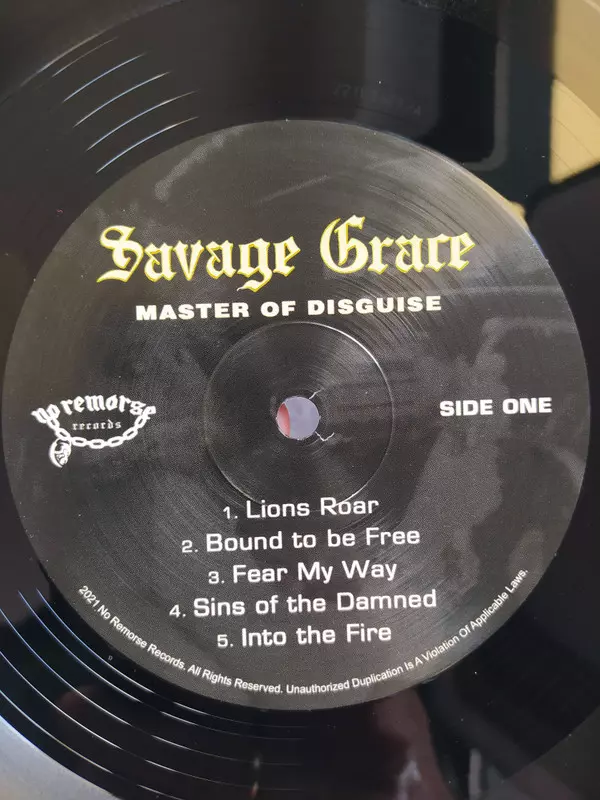 Savage Grace
MASTER OF DISGUISE
no remorse
records
SIDE ONE
1. Lions Roar
2. Bound to be Free
3. Fear My Way
4. Sins of the Damned
5. Into the Fire
2021 No Remorse Records. All Rights Reserved. Unauthorized Duplication Is A Violation Of Applicable Laws.